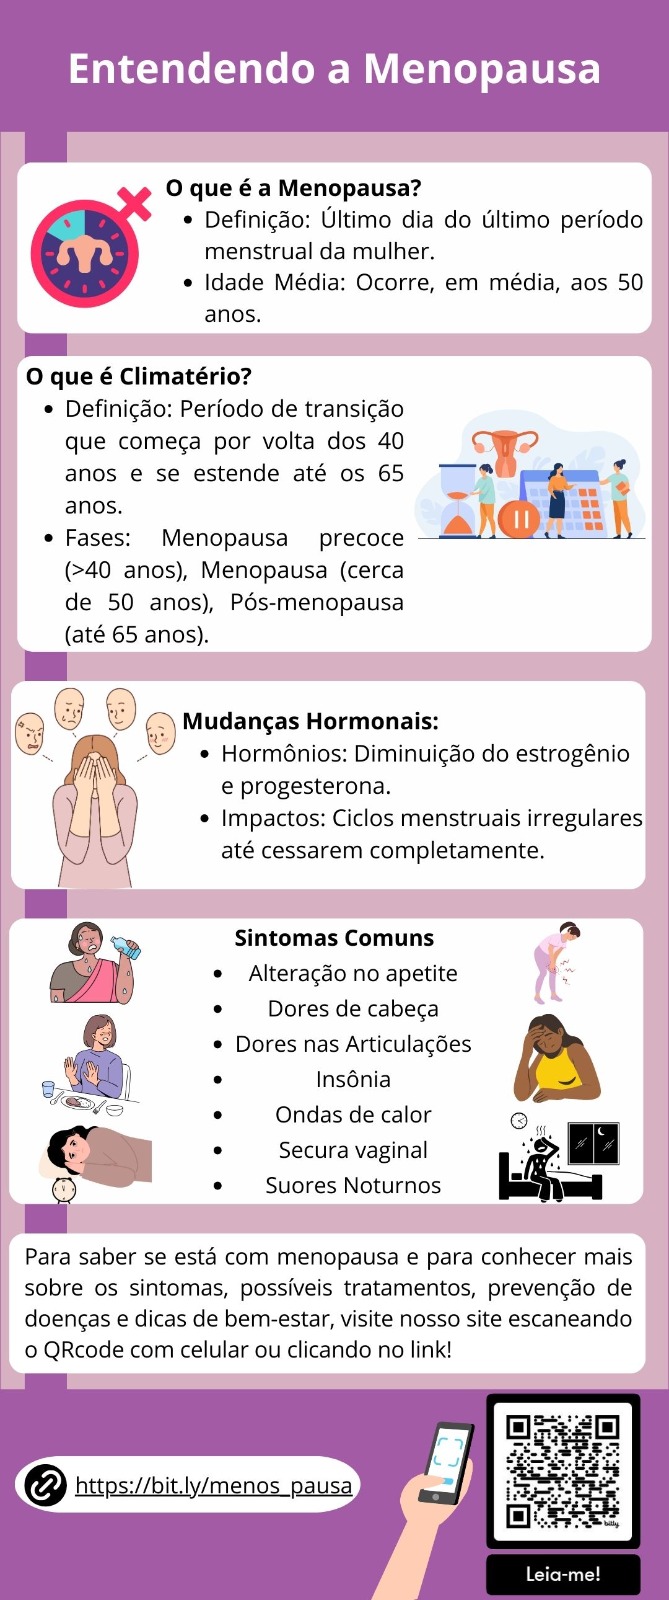 Entendendo a Menopausa
O que é a Menopausa?
• Definição: Último dia do último período
menstrual da mulher.
• Idade Média: Ocorre, em média, aos 50
anos.
O que é Climatério?
• Definição: Período de transição
que começa por volta dos 40
anos e se estende até os 65
anos.
• Fases: Menopausa precoce
(>40 anos), Menopausa (cerca
de 50 anos), Pós-menopausa
(até 65 anos).
Mudanças Hormonais:
• Hormônios: Diminuição do estrogênio
e progesterona.
• Impactos: Ciclos menstruais irregulares
até cessarem completamente.
Sintomas Comuns
• Alteração no apetite
• Dores de cabeça
• Dores nas Articulações
• Insônia
• Ondas de calor
• Secura vaginal
• Suores Noturnos
Para saber se está com menopausa e para conhecer mais
sobre os sintomas, possíveis tratamentos, prevenção de
doenças e dicas de bem-estar, visite nosso site escaneando
o QRcode com celular ou clicando no link!
https://bit.ly/menos_pausa
bitly
Leia-me!